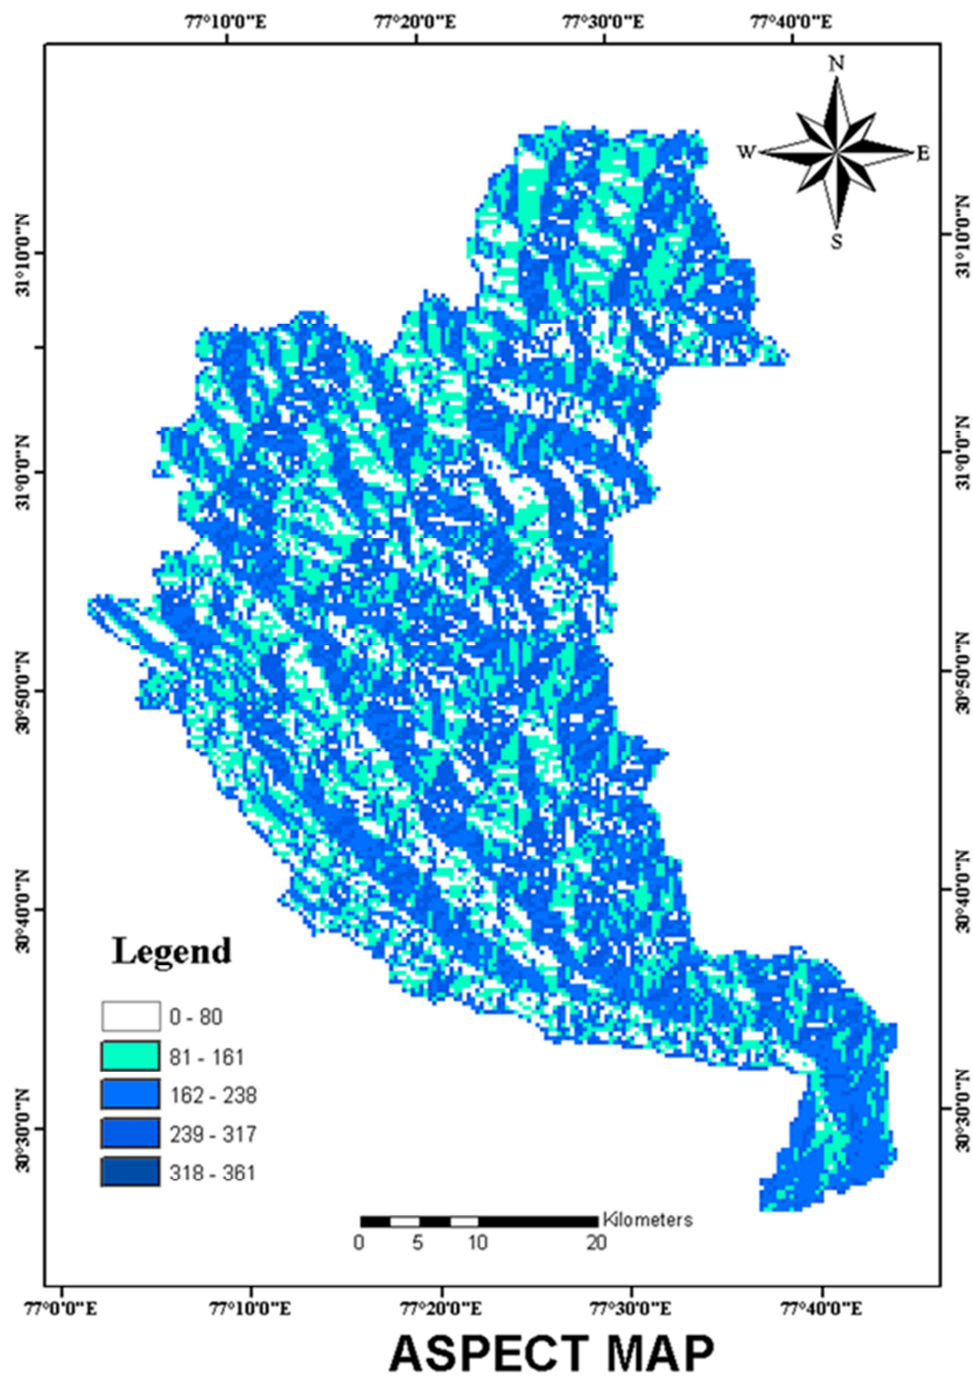 77°10'0"E 77°20'0"E 77°30'0"E 77°40'0"E
N
W E
S
31°10'0"N 31°10'0"N
31°0'0"N 31°0'0"N
30°50'0"N 30°50'0"N
30°40'0"N 30°40'0"N
Legend
0 - 80
81 - 161
162 - 238
239 - 317
318 - 361
30°30'0"N 30°30'0"N
Kilometers
0 5 10 20
77°0'0"E 77°10'0"E 77°20'0"E 77°30'0"E 77°40'0"E
ASPECT MAP